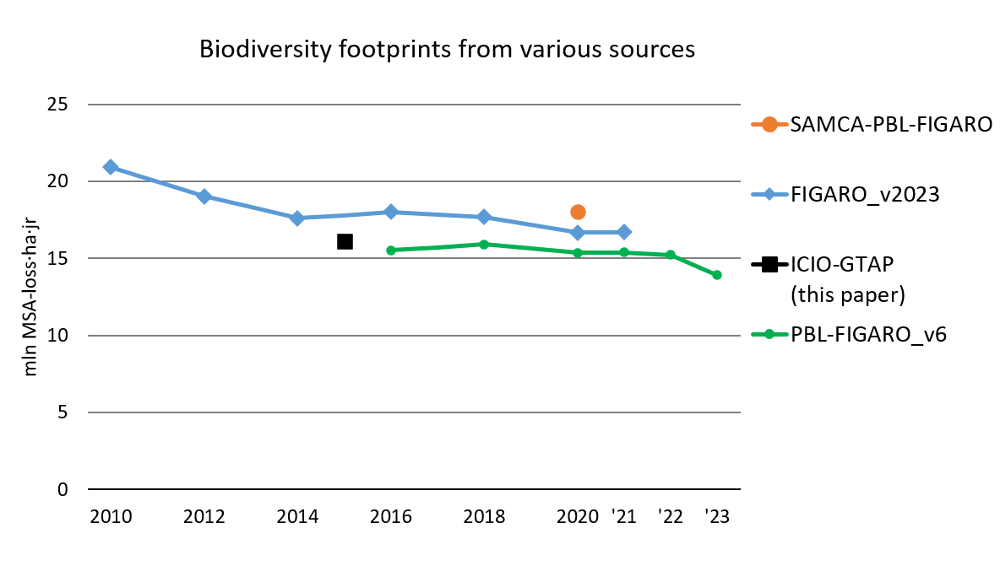 Biodiversity footprints from various sources
mln MSA-loss·ha·jr
25
20
15
10
5
0
2010 2012 2014 2016 2018 2020 '21 '22 '23
SAMCA-PBL-FIGARO
FIGARO_v2023
ICIO-GTAP
(this paper)
PBL-FIGARO_v6